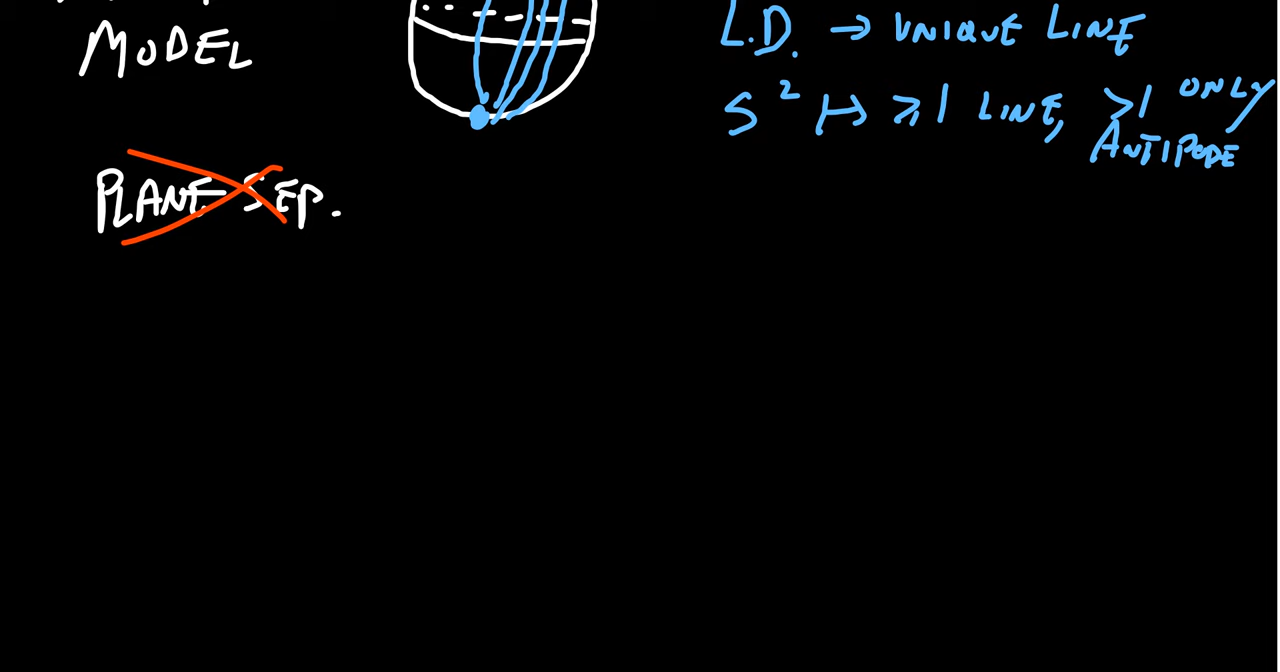 MODEL
L.D. → UNIQUE LINE
S² ↦ ≥1 LINE, >1 ONLY ANTIPODE
PLANE SEP.